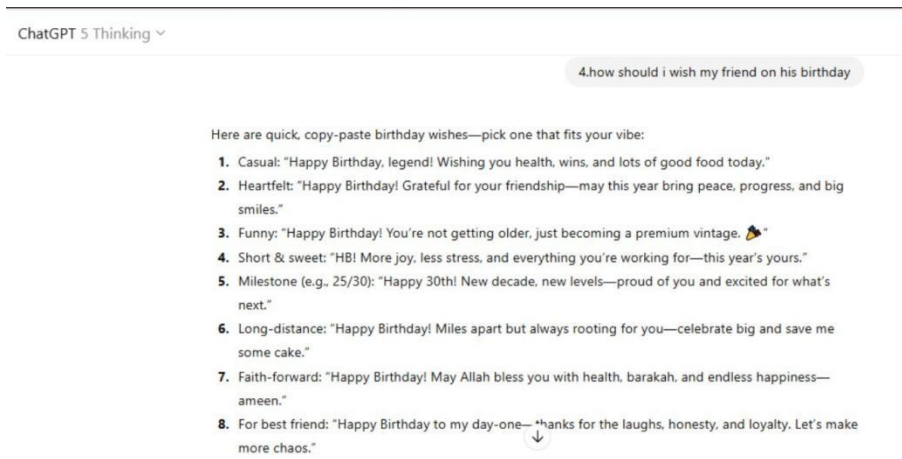 ChatGPT 5 Thinking
4.how should i wish my friend on his birthday
Here are quick, copy-paste birthday wishes—pick one that fits your vibe:
1. Casual: “Happy Birthday, legend! Wishing you health, wins, and lots of good food today.”
2. Heartfelt: “Happy Birthday! Grateful for your friendship—may this year bring peace, progress, and big
smiles.”
3. Funny: “Happy Birthday! You’re not getting older, just becoming a premium vintage. 🎉”
4. Short & sweet: “HB! More joy, less stress, and everything you’re working for—this year’s yours.”
5. Milestone (e.g., 25/30): “Happy 30th! New decade, new levels—proud of you and excited for what’s
next.”
6. Long-distance: “Happy Birthday! Miles apart but always rooting for you—celebrate big and save me
some cake.”
7. Faith-forward: “Happy Birthday! May Allah bless you with health, barakah, and endless happiness—
ameen.”
8. For best friend: “Happy Birthday to my day-one—thanks for the laughs, honesty, and loyalty. Let’s make
more chaos.”